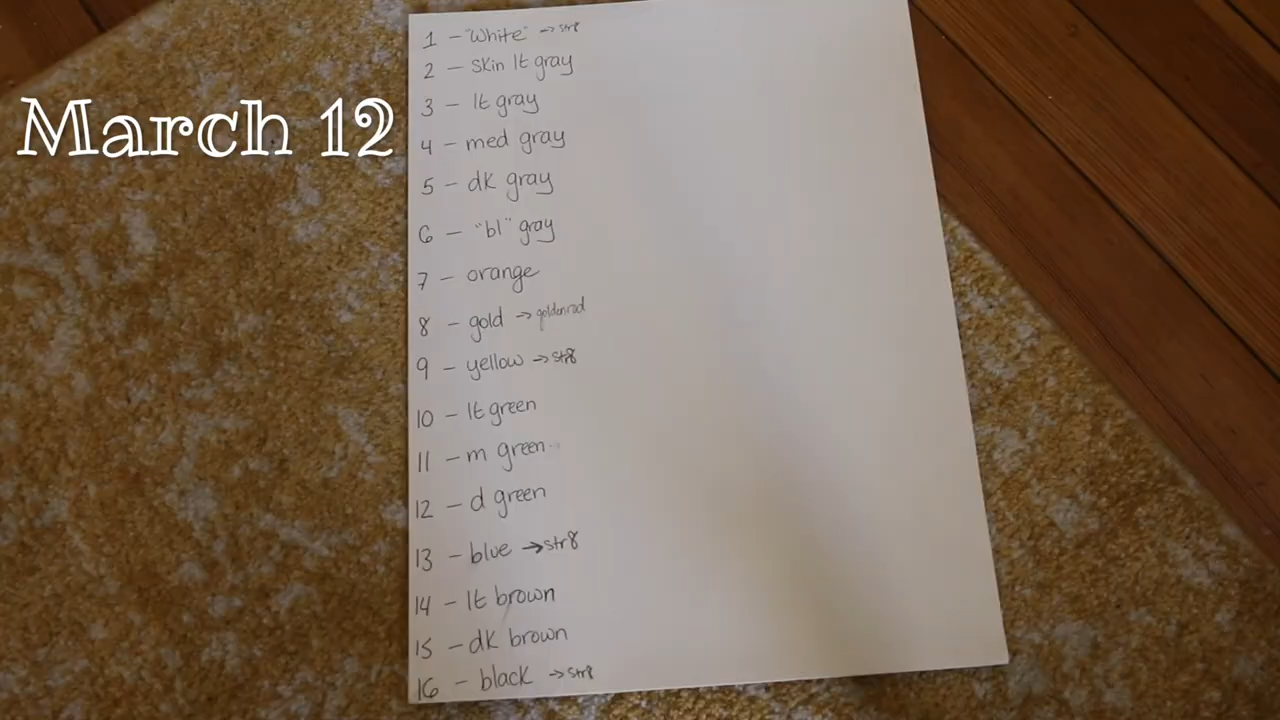 March 12
1 - "White" → str8
2 - skin lt gray
3 - lt gray
4 - med gray
5 - dk gray
6 - "bl" gray
7 - orange
8 - gold → goldenrod
9 - yellow → str8
10 - lt green
11 - m green
12 - d green
13 - blue → str8
14 - lt brown
15 - dk brown
16 - black → str8